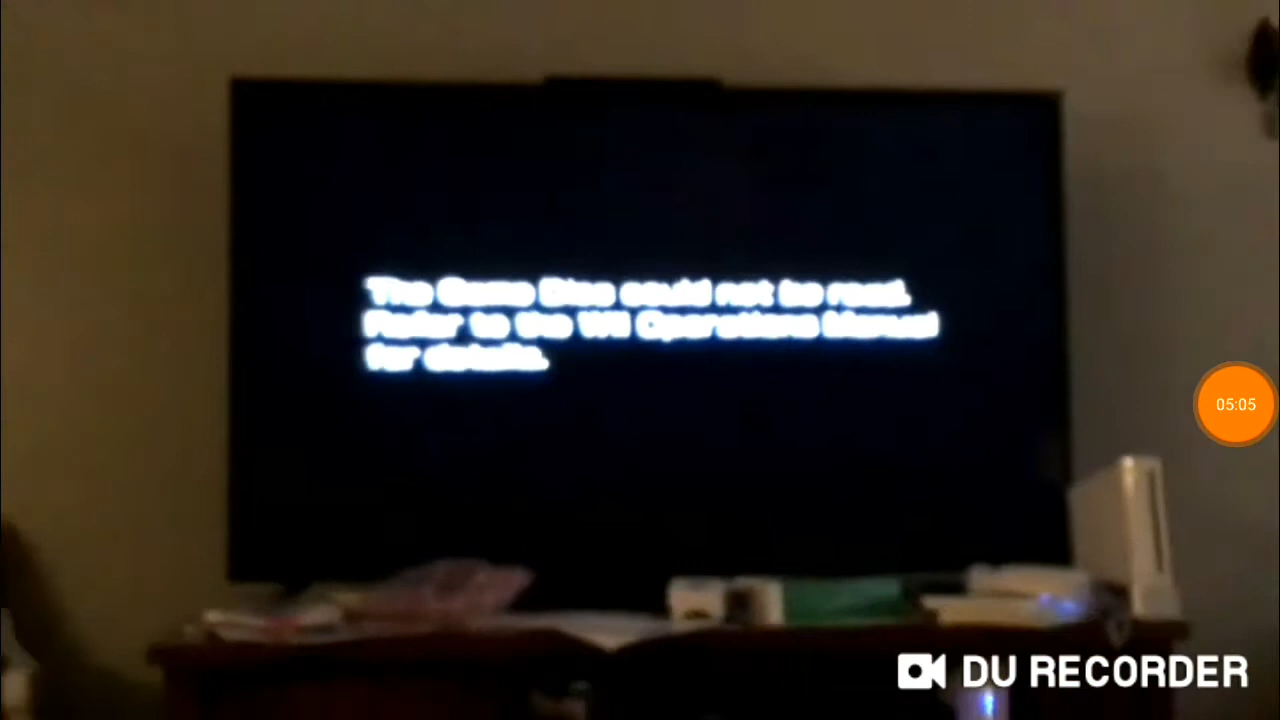 The Game Disc could not be read.
Refer to the Wii Operations Manual
for details.
05:05
DU RECORDER